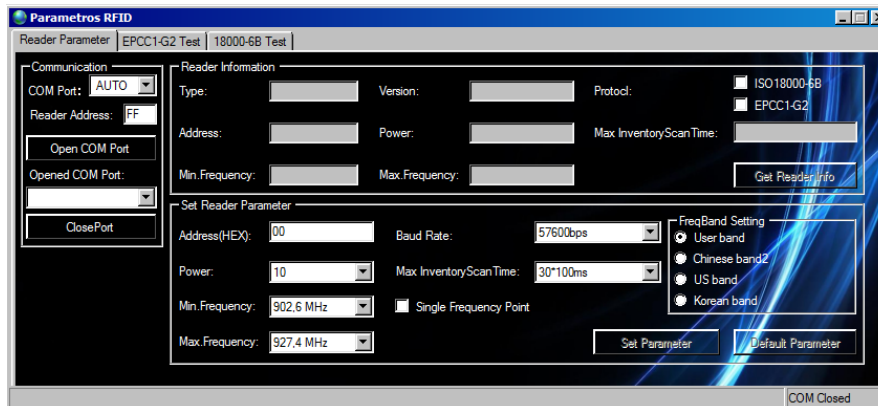 Parametros RFID
Reader Parameter EPCC1-G2 Test 18000-6B Test
Communication
COM Port: AUTO
Reader Address: FF
Open COM Port
Opened COM Port:
ClosePort
Reader Information
Type: Version: Protocl: ISO18000-6B
EPCC1-G2
Address: Power: Max InventoryScanTime:
Min.Frequency: Max.Frequency: Get Reader Info
Set Reader Parameter
Address(HEX): 00 Baud Rate: 57600bps
Power: 10 Max InventoryScanTime: 30*100ms
Min.Frequency: 902,6 MHz Single Frequency Point
Max.Frequency: 927,4 MHz
FreqBand Setting
User band
Chinese band2
US band
Korean band
Set Parameter Default Parameter
COM Closed